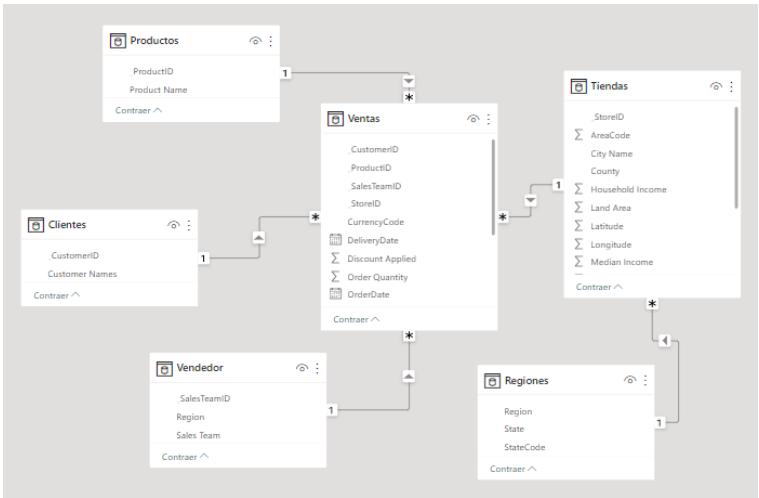 Productos
_ProductID
Product Name
Contraer
1
*
Ventas
_CustomerID
_ProductID
_SalesTeamID
_StoreID
CurrencyCode
DeliveryDate
Σ Discount Applied
Σ Order Quantity
OrderDate
Contraer
*
*
*
Tiendas
_StoreID
Σ AreaCode
City Name
County
Σ Household Income
Σ Land Area
Σ Latitude
Σ Longitude
Σ Median Income
Contraer
1
*
Clientes
_CustomerID
Customer Names
Contraer
1
Vendedor
_SalesTeamID
Region
Sales Team
Contraer
1
Regiones
Region
State
StateCode
Contraer
1